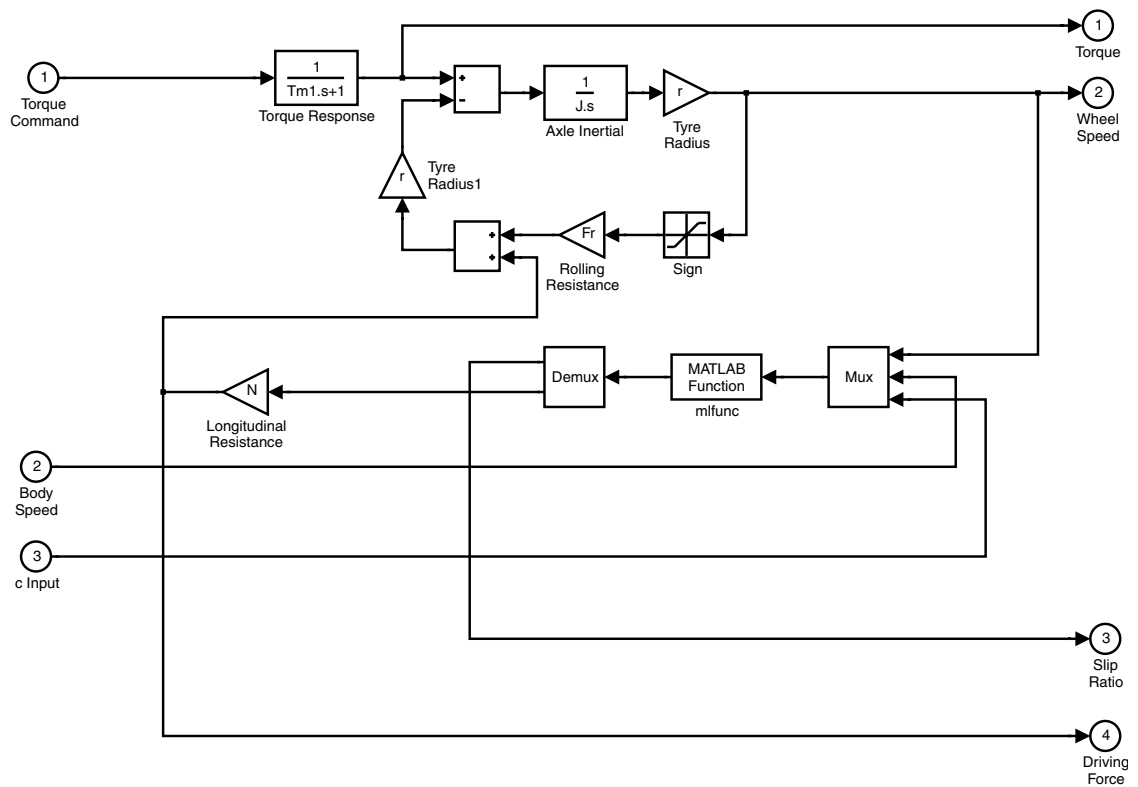 1
Torque
Command
1
Tm1.s+1
Torque Response
+
−
1
J.s
Axle Inertial
r
Tyre
Radius
1
Torque
2
Wheel
Speed
r
Tyre
Radius1
+
+
Fr
Rolling
Resistance
Sign
N
Longitudinal
Resistance
Demux
MATLAB
Function
mlfunc
Mux
2
Body
Speed
3
c Input
3
Slip
Ratio
4
Driving
Force